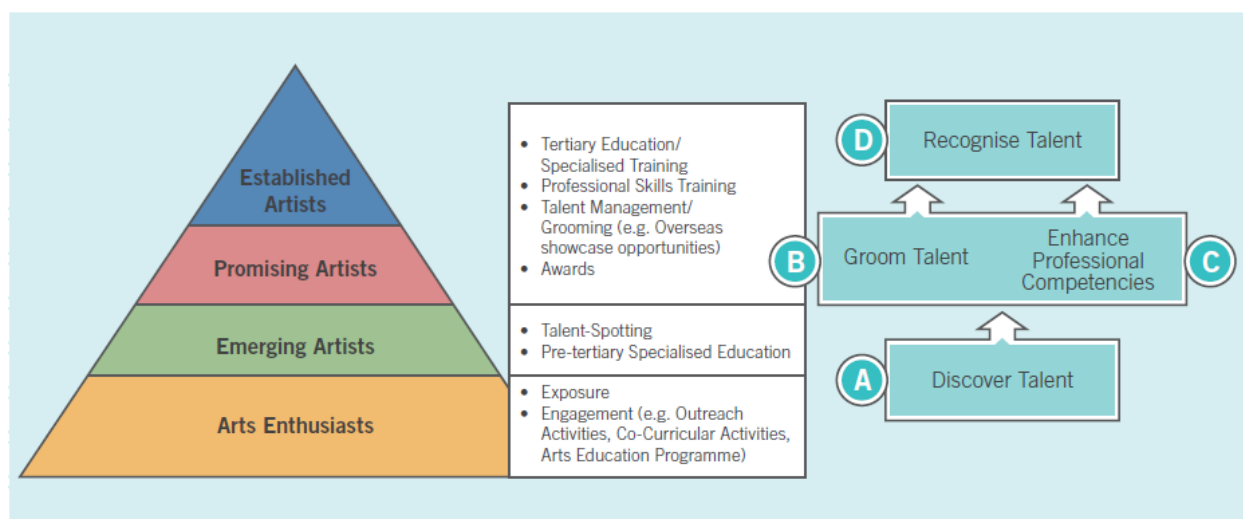 Established
Artists
Promising Artists
Emerging Artists
Arts Enthusiasts
• Tertiary Education/
Specialised Training
• Professional Skills Training
• Talent Management/
Grooming (e.g. Overseas
showcase opportunities)
• Awards
• Talent-Spotting
• Pre-tertiary Specialised Education
• Exposure
• Engagement (e.g. Outreach
Activities, Co-Curricular Activities,
Arts Education Programme)
D
Recognise Talent
B
Groom Talent
Enhance
Professional
Competencies
C
A
Discover Talent